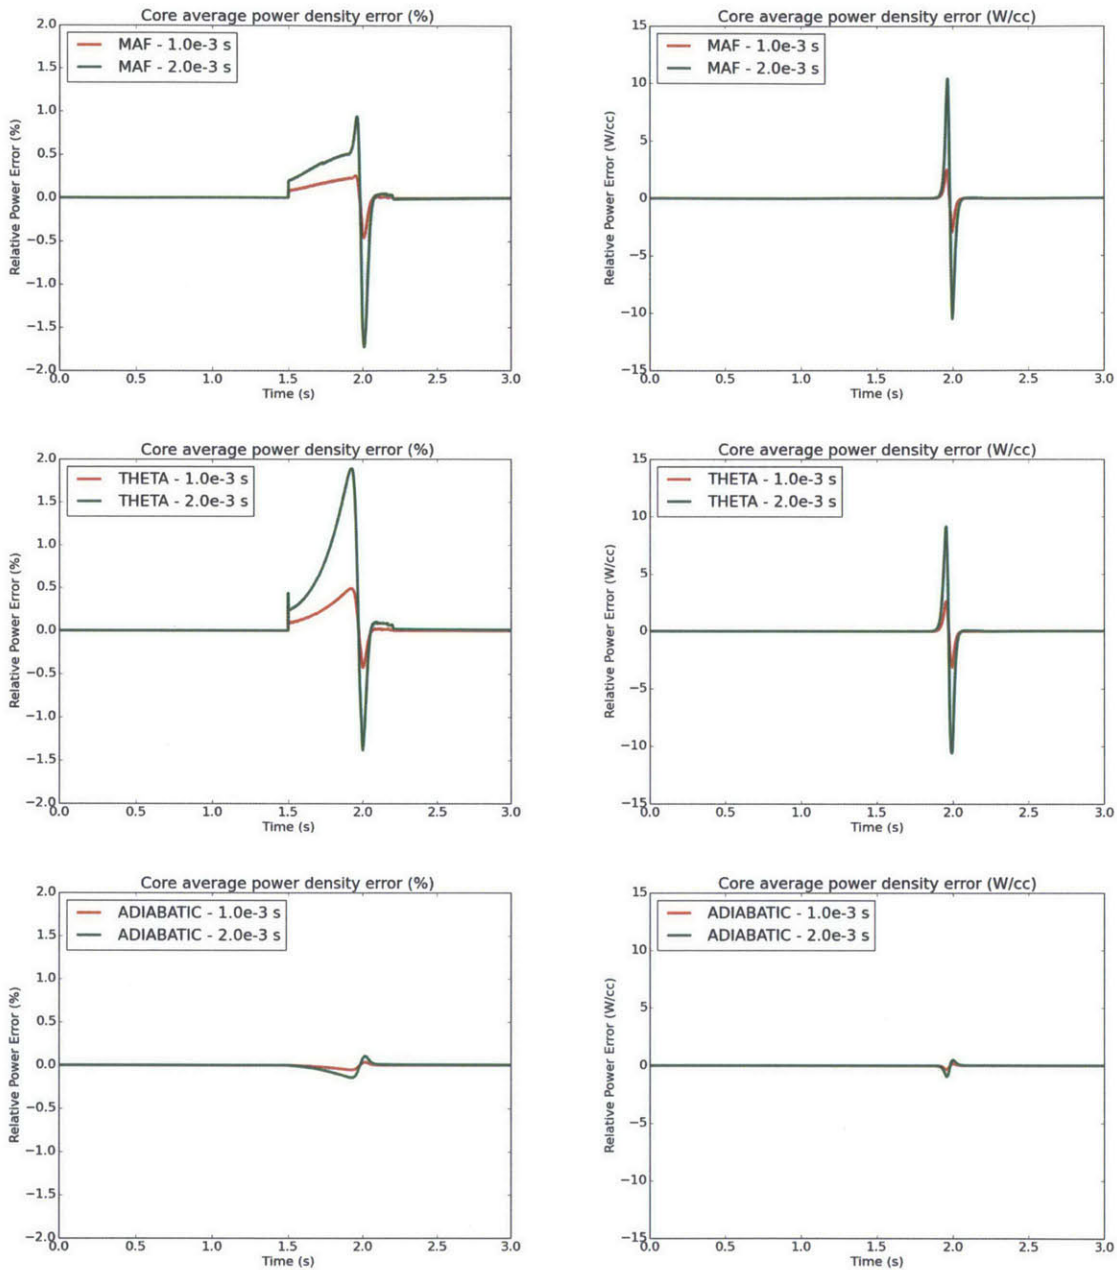 Core average power density error (%)
MAF - 1.0e-3 s
MAF - 2.0e-3 s
Relative Power Error (%)
2.0
1.5
1.0
0.5
0.0
−0.5
−1.0
−1.5
−2.0
0.0 0.5 1.0 1.5 2.0 2.5 3.0
Time (s)
Core average power density error (W/cc)
MAF - 1.0e-3 s
MAF - 2.0e-3 s
Relative Power Error (W/cc)
15
10
5
0
−5
−10
−15
0.0 0.5 1.0 1.5 2.0 2.5 3.0
Time (s)
Core average power density error (%)
THETA - 1.0e-3 s
THETA - 2.0e-3 s
Relative Power Error (%)
2.0
1.5
1.0
0.5
0.0
−0.5
−1.0
−1.5
−2.0
0.0 0.5 1.0 1.5 2.0 2.5 3.0
Time (s)
Core average power density error (W/cc)
THETA - 1.0e-3 s
THETA - 2.0e-3 s
Relative Power Error (W/cc)
15
10
5
0
−5
−10
−15
0.0 0.5 1.0 1.5 2.0 2.5 3.0
Time (s)
Core average power density error (%)
ADIABATIC - 1.0e-3 s
ADIABATIC - 2.0e-3 s
Relative Power Error (%)
2.0
1.5
1.0
0.5
0.0
−0.5
−1.0
−1.5
−2.0
0.0 0.5 1.0 1.5 2.0 2.5 3.0
Time (s)
Core average power density error (W/cc)
ADIABATIC - 1.0e-3 s
ADIABATIC - 2.0e-3 s
Relative Power Error (W/cc)
15
10
5
0
−5
−10
−15
0.0 0.5 1.0 1.5 2.0 2.5 3.0
Time (s)